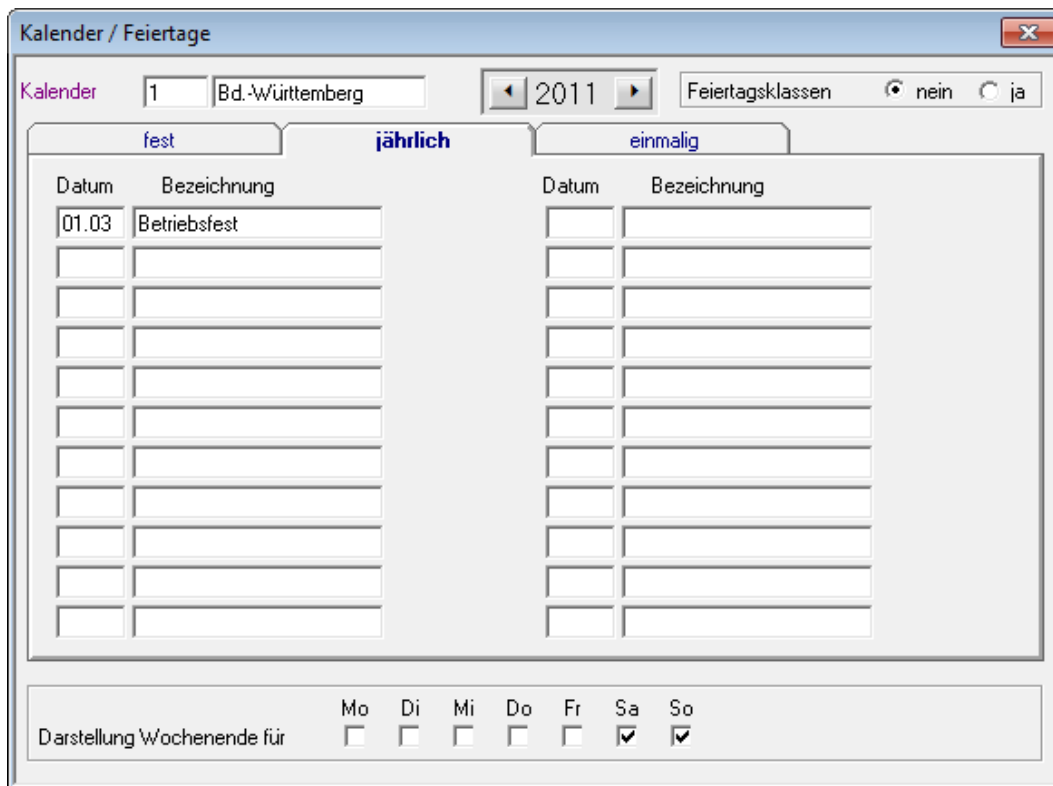 Kalender / Feiertage
Kalender 1 Bd.-Württemberg 2011 Feiertagsklassen nein ja
fest jährlich einmalig
Datum Bezeichnung Datum Bezeichnung
01.03 Betriebsfest
Mo Di Mi Do Fr Sa So
Darstellung Wochenende für